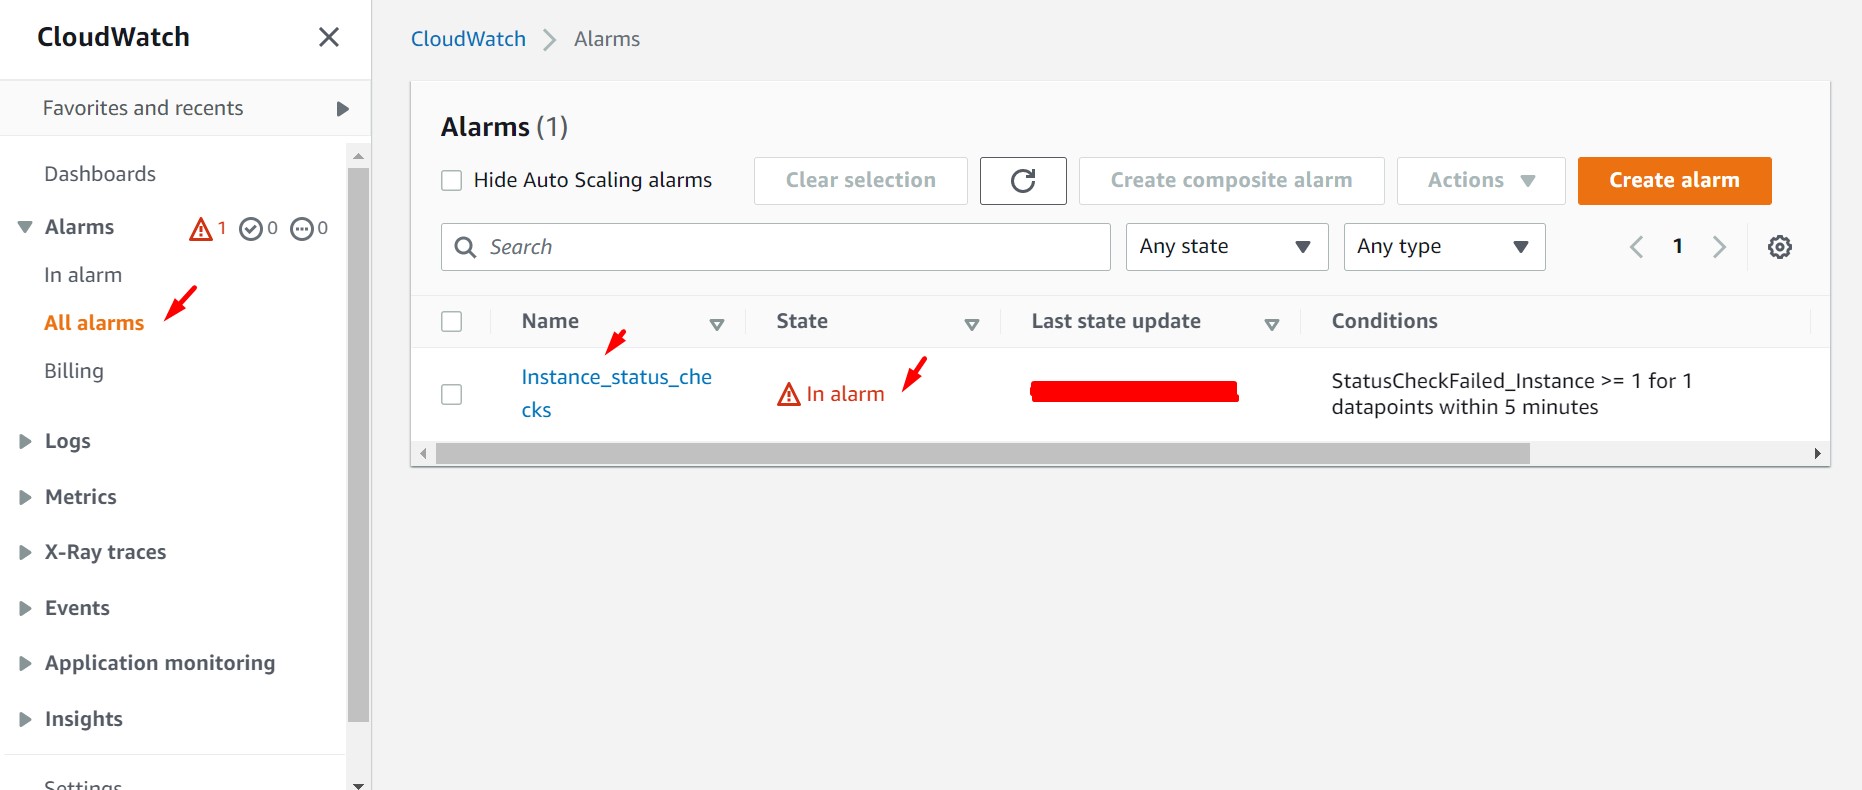 CloudWatch
Favorites and recents
Dashboards
Alarms 1 0 0
In alarm
All alarms
Billing
Logs
Metrics
X-Ray traces
Events
Application monitoring
Insights
Settings
CloudWatch Alarms
Alarms (1)
Hide Auto Scaling alarms Clear selection Create composite alarm Actions Create alarm
Search Any state Any type 1
Name State Last state update Conditions
Instance_status_che
cks
In alarm
StatusCheckFailed_Instance >= 1 for 1
datapoints within 5 minutes